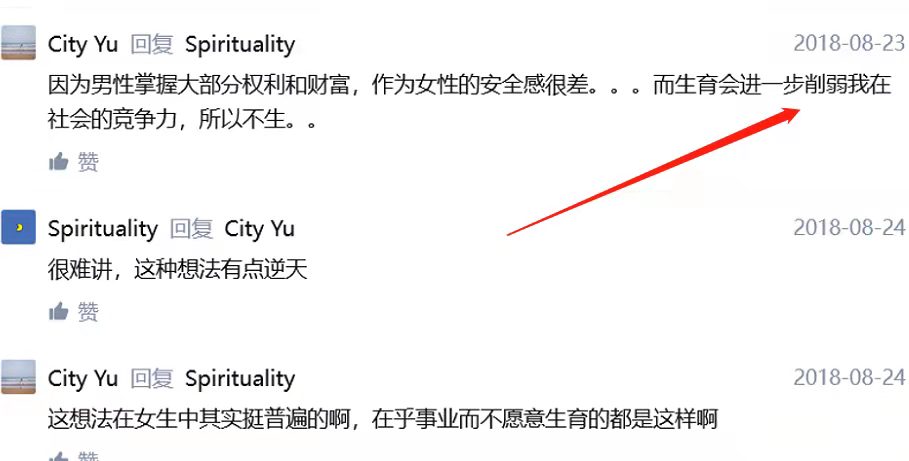 City Yu 回复 Spirituality 2018-08-23
因为男性掌握大部分权利和财富，作为女性的安全感很差。。。而生育会进一步削弱我在
社会的竞争力，所以不生。。
赞
Spirituality 回复 City Yu 2018-08-24
很难讲，这种想法有点逆天
赞
City Yu 回复 Spirituality 2018-08-24
这想法在女生中其实挺普遍的啊，在乎事业而不愿意生育的都是这样啊
赞